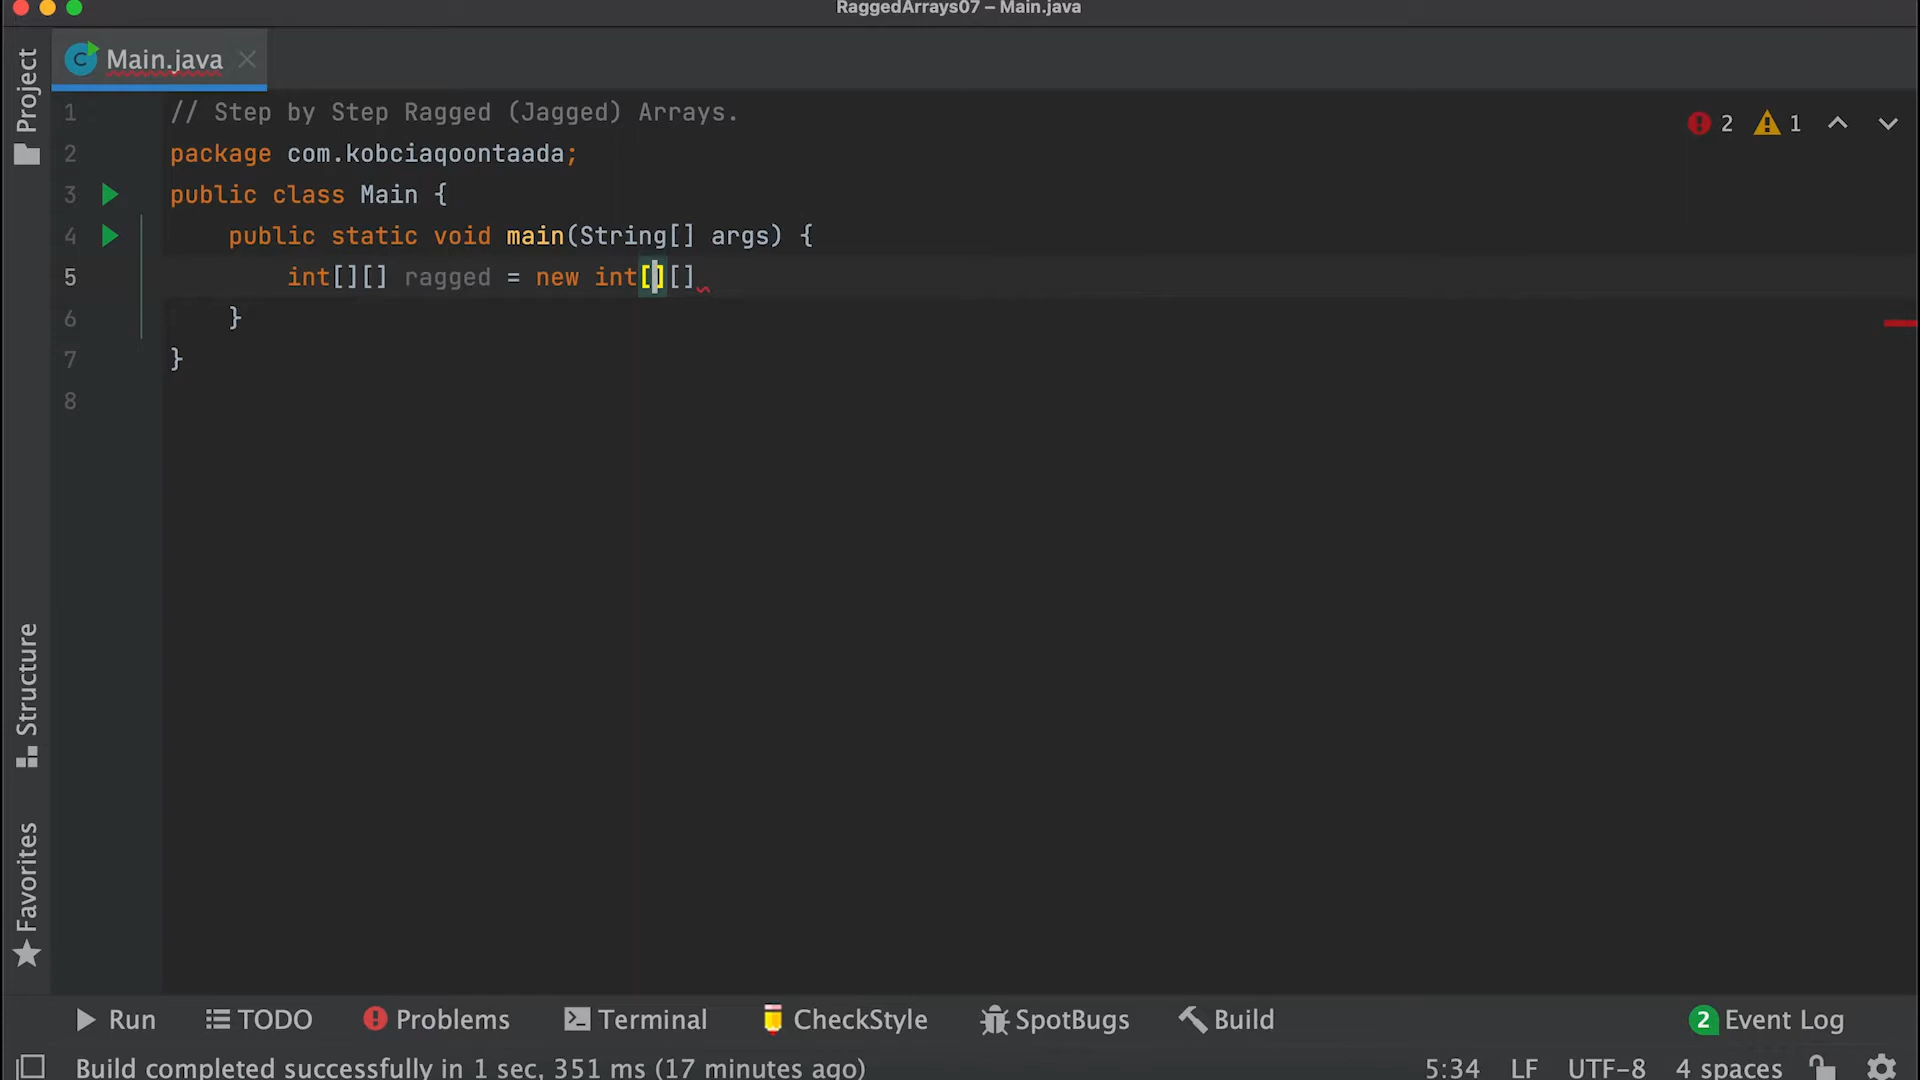 RaggedArrays07 – Main.java
Project
Main.java
2 1
1 // Step by Step Ragged (Jagged) Arrays.
2 package com.kobciaqoontaada;
3 public class Main {
4 public static void main(String[] args) {
5 int[][] ragged = new int[][]
6 }
7 }
8
Structure
Favorites
Run TODO Problems Terminal CheckStyle SpotBugs Build 2 Event Log
Build completed successfully in 1 sec, 351 ms (17 minutes ago) 5:34 LF UTF-8 4 spaces